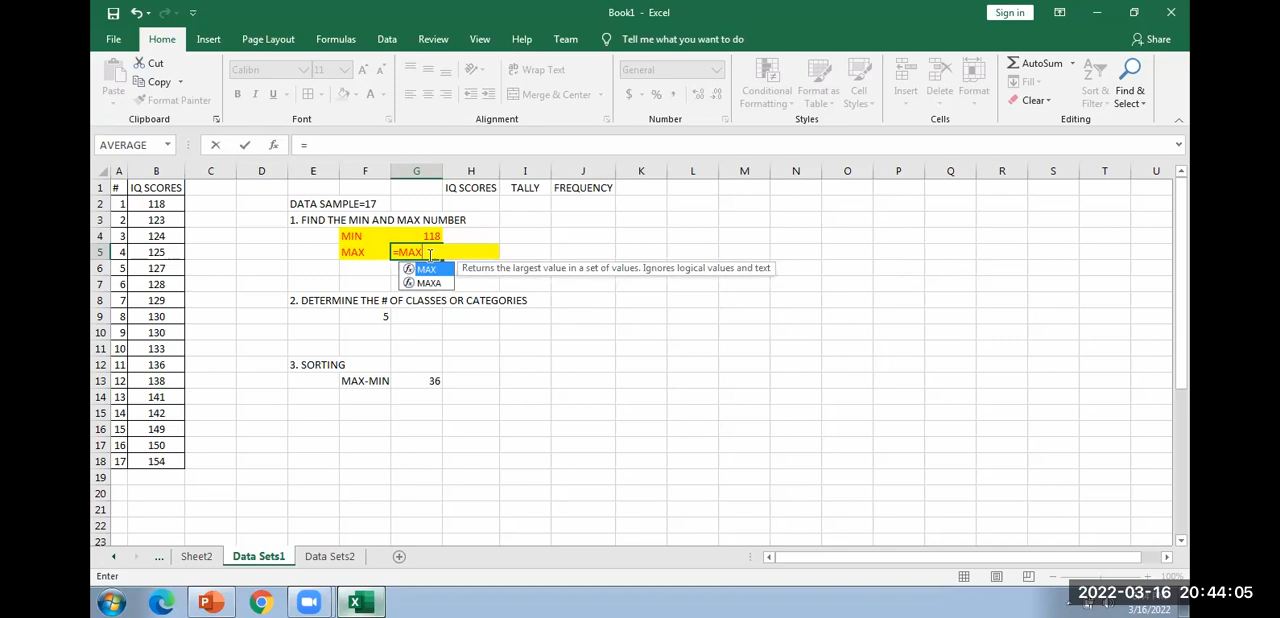 Book1 - Excel
Sign in
File Home Insert Page Layout Formulas Data Review View Help Team Tell me what you want to do Share
Paste
Cut
Copy
Format Painter
Clipboard
Calibri 11
B I U
Font
Wrap Text
Merge & Center
Alignment
General
$ % ,
Number
Conditional Formatting
Format as Table
Cell Styles
Styles
Insert
Delete
Format
Cells
AutoSum
Fill
Clear
Sort & Filter
Find & Select
Editing
AVERAGE fx =
A B C D E F G H I J K L M N O P Q R S T U
1 # IQ SCORES IQ SCORES TALLY FREQUENCY
2 1 118 DATA SAMPLE=17
3 2 123 1. FIND THE MIN AND MAX NUMBER
4 3 124 MIN 118
5 4 125 MAX =MAX
6 5 127 MAX Returns the largest value in a set of values. Ignores logical values and text
7 6 128 MAXA
8 7 129 2. DETERMINE THE # OF CLASSES OR CATEGORIES
9 8 130 5
10 9 130
11 10 133
12 11 136 3. SORTING
13 12 138 MAX-MIN 36
14 13 141
15 14 142
16 15 149
17 16 150
18 17 154
19
20
21
22
23
... Sheet2 Data Sets1 Data Sets2
Enter
100%
2022-03-16 20:44:05
3/16/2022